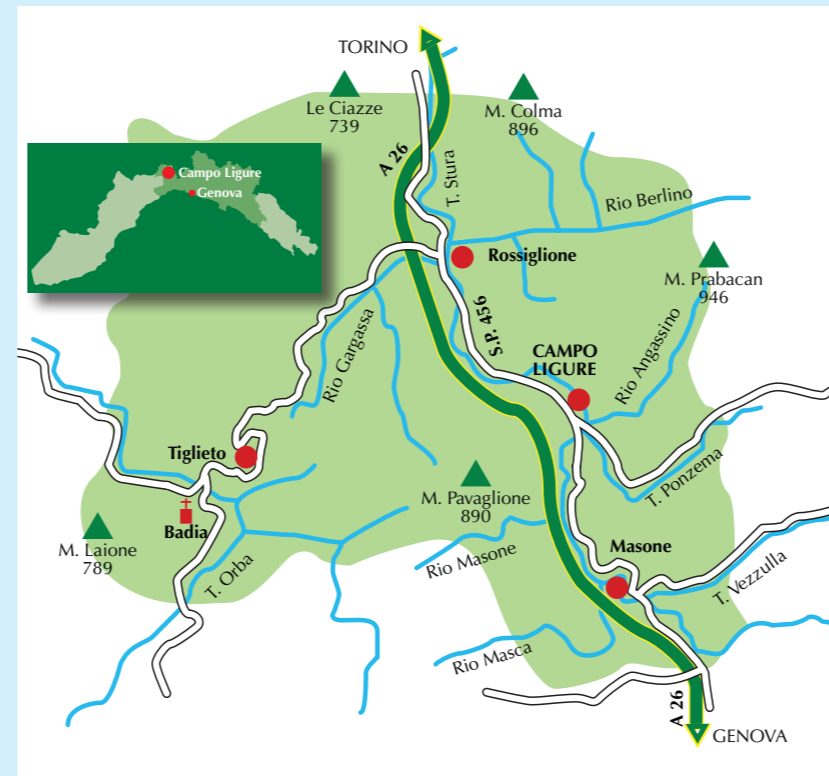 TORINO
Le Ciazze
739
M. Colma
896
A 26
T. Stura
Campo Ligure
Genova
Rio Berlino
Rossiglione
M. Prabacan
946
S.P. 456
Rio Gargassa
CAMPO
LIGURE
Rio Angassino
Tiglieto
M. Pavaglione
890
T. Ponzema
Badia
M. Laione
789
T. Orba
Rio Masone
Masone
T. Vezzulla
Rio Masca
A 26
GENOVA